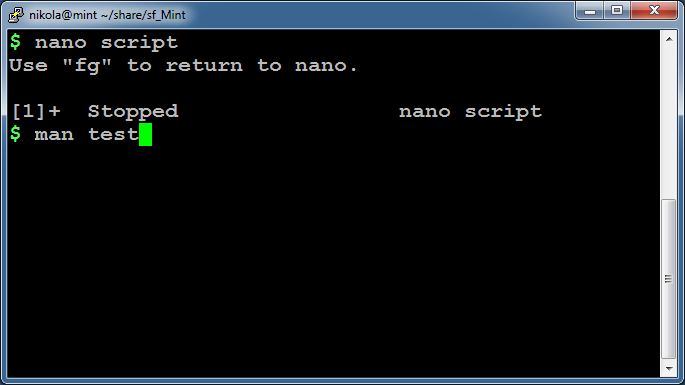 nikola@mint ~/share/sf_Mint
$ nano script
Use "fg" to return to nano.
[1]+  Stopped                 nano script
$ man test